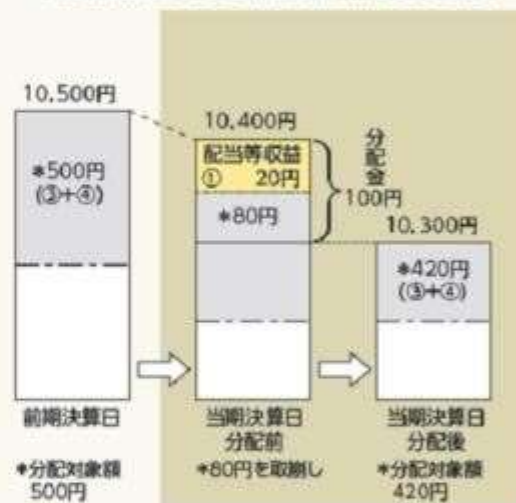 10,500円
*500円
(③+④)
10,400円
配当等収益
① 20円
*80円
分配金
100円
10,300円
*420円
(③+④)
前期決算日
*分配対象額
500円
当期決算日
分配前
*80円を取崩し
当期決算日
分配後
*分配対象額
420円